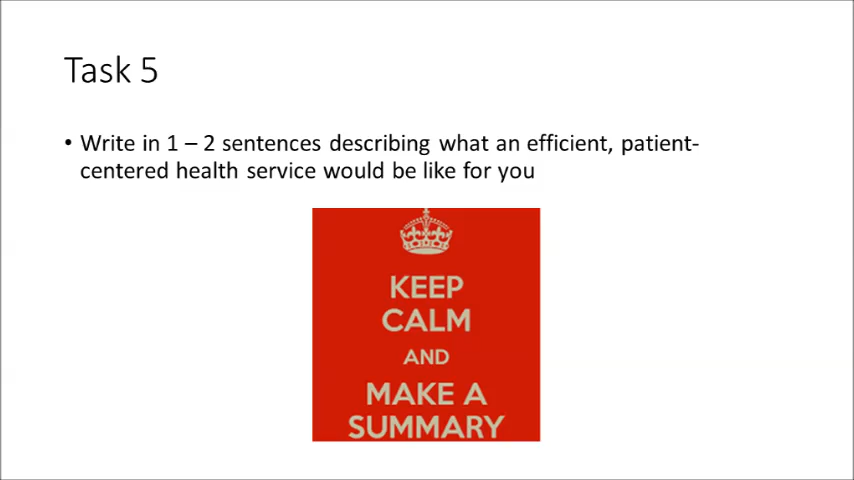 Task 5
• Write in 1 – 2 sentences describing what an efficient, patient-
centered health service would be like for you
KEEP
CALM
AND
MAKE A
SUMMARY